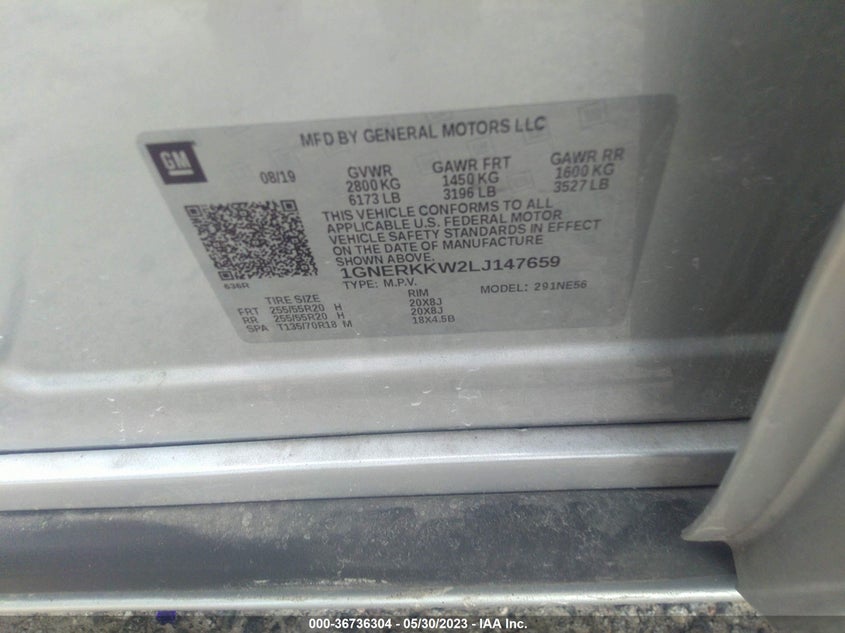 MFD BY GENERAL MOTORS LLC
GM
08/19
GVWR GAWR FRT GAWR RR
2800 KG 1450 KG 1600 KG
6173 LB 3196 LB 3527 LB
THIS VEHICLE CONFORMS TO ALL
APPLICABLE U.S. FEDERAL MOTOR
VEHICLE SAFETY STANDARDS IN EFFECT
ON THE DATE OF MANUFACTURE
SHOWN ABOVE.
1GNERKKW2LJ147659
636R
TYPE: M.P.V. MODEL: 291NE56
TIRE SIZE RIM
FRT 255/55R20 H 20X8J
RR 255/55R20 H 20X8J
SPA T135/70R18 M 18X4.5B
000-36736304 - 05/30/2023 - IAA Inc.